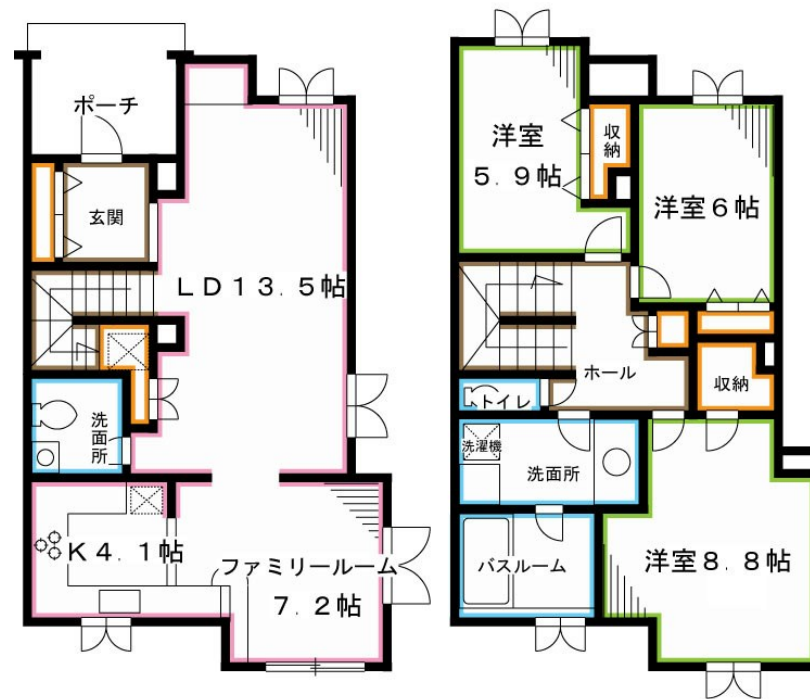 ポーチ
玄関
LD13.5帖
洗面所
K4.1帖
ファミリールーム
7.2帖
洋室
5.9帖
収納
洋室6帖
ホール
収納
トイレ
洗濯機
洗面所
バスルーム
洋室8.8帖